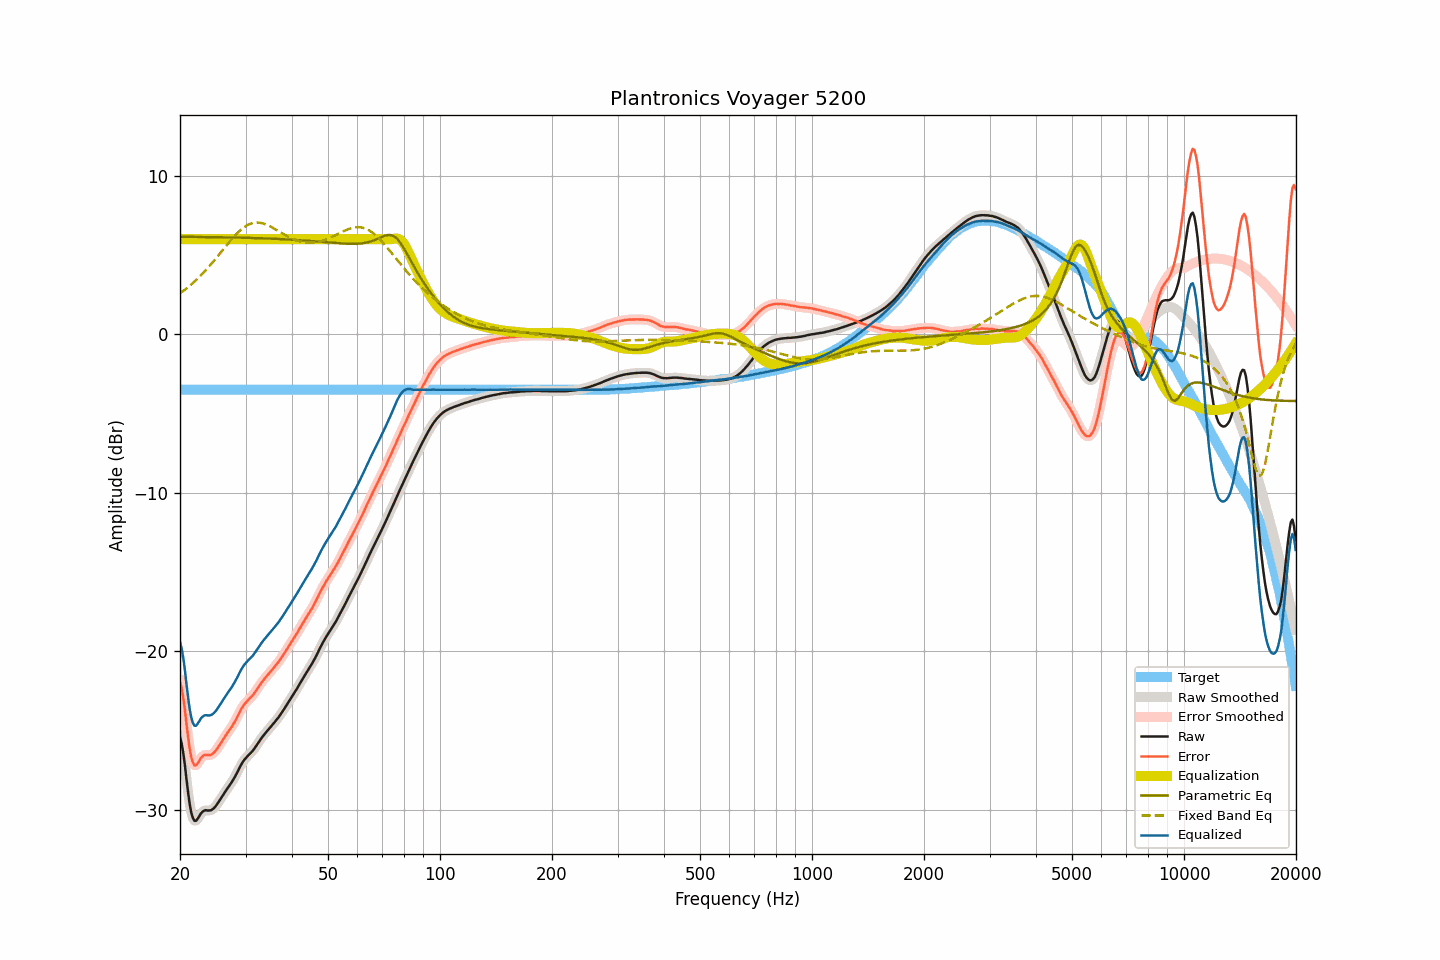 Plantronics Voyager 5200
10
0
−10
−20
−30
Amplitude (dBr)
Target
Raw Smoothed
Error Smoothed
Raw
Error
Equalization
Parametric Eq
Fixed Band Eq
Equalized
20 50 100 200 500 1000 2000 5000 10000 20000
Frequency (Hz)